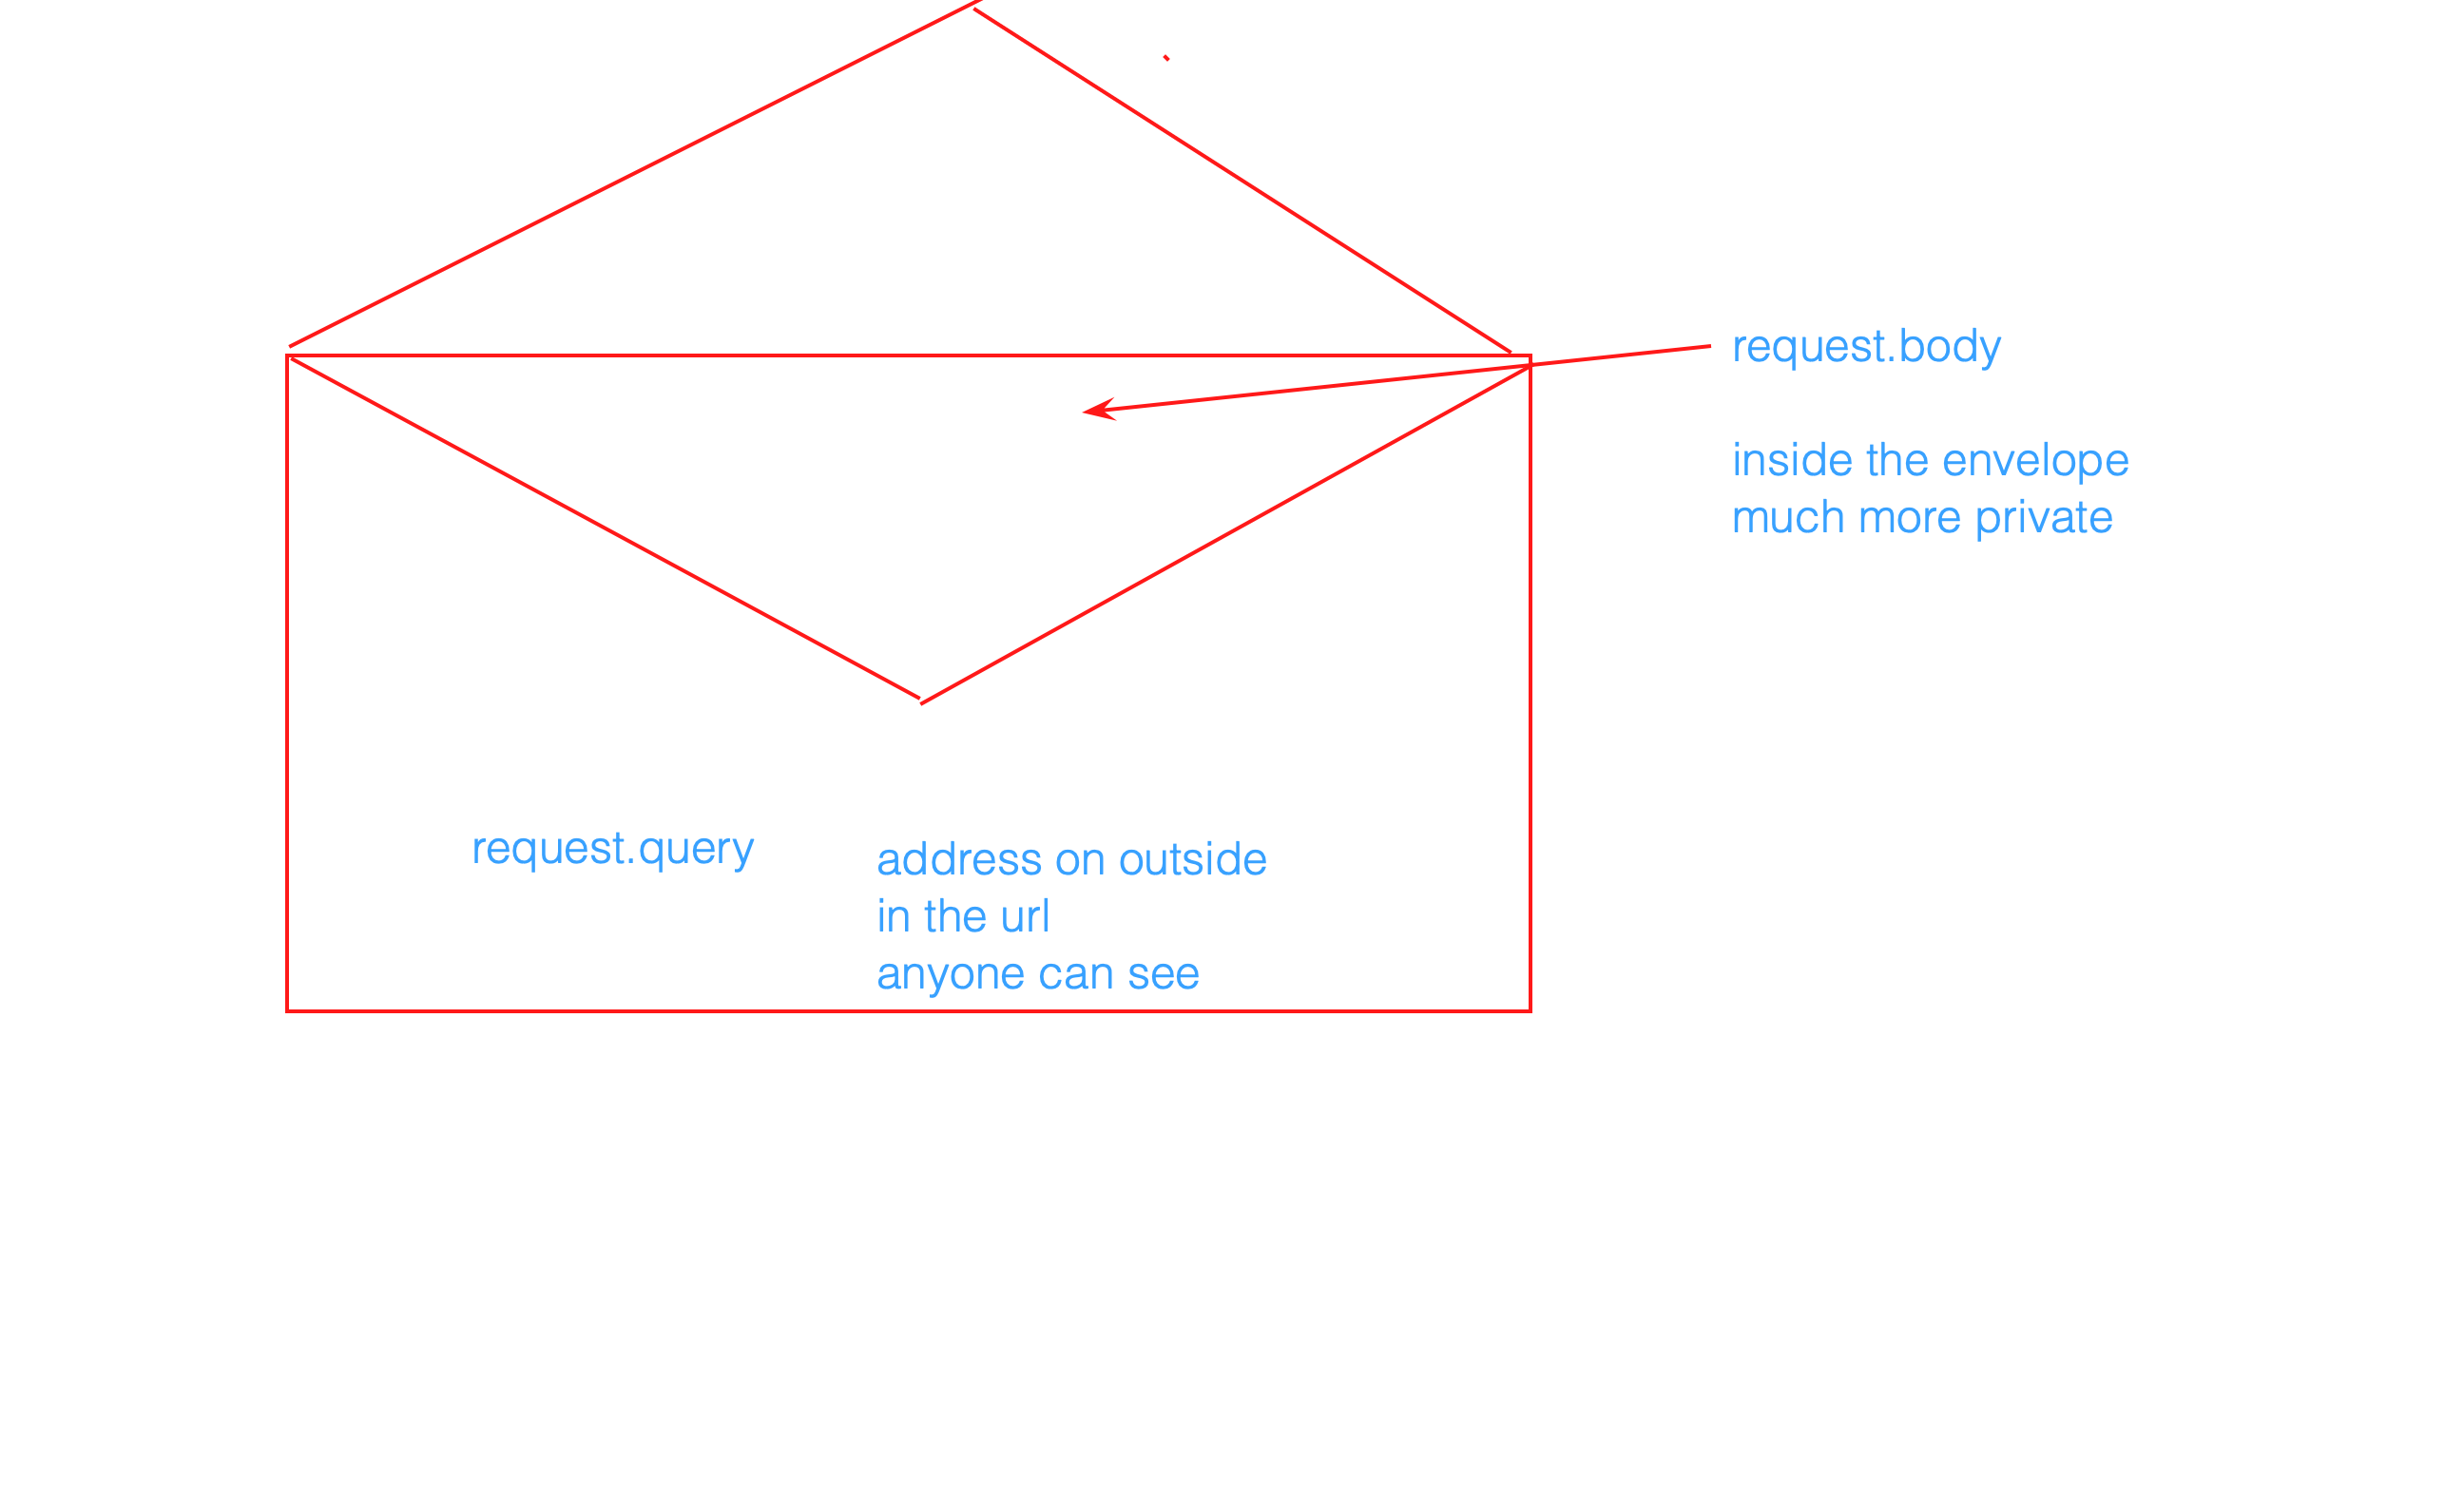 request.body
inside the envelope
much more private
request.query
address on outside
in the url
anyone can see